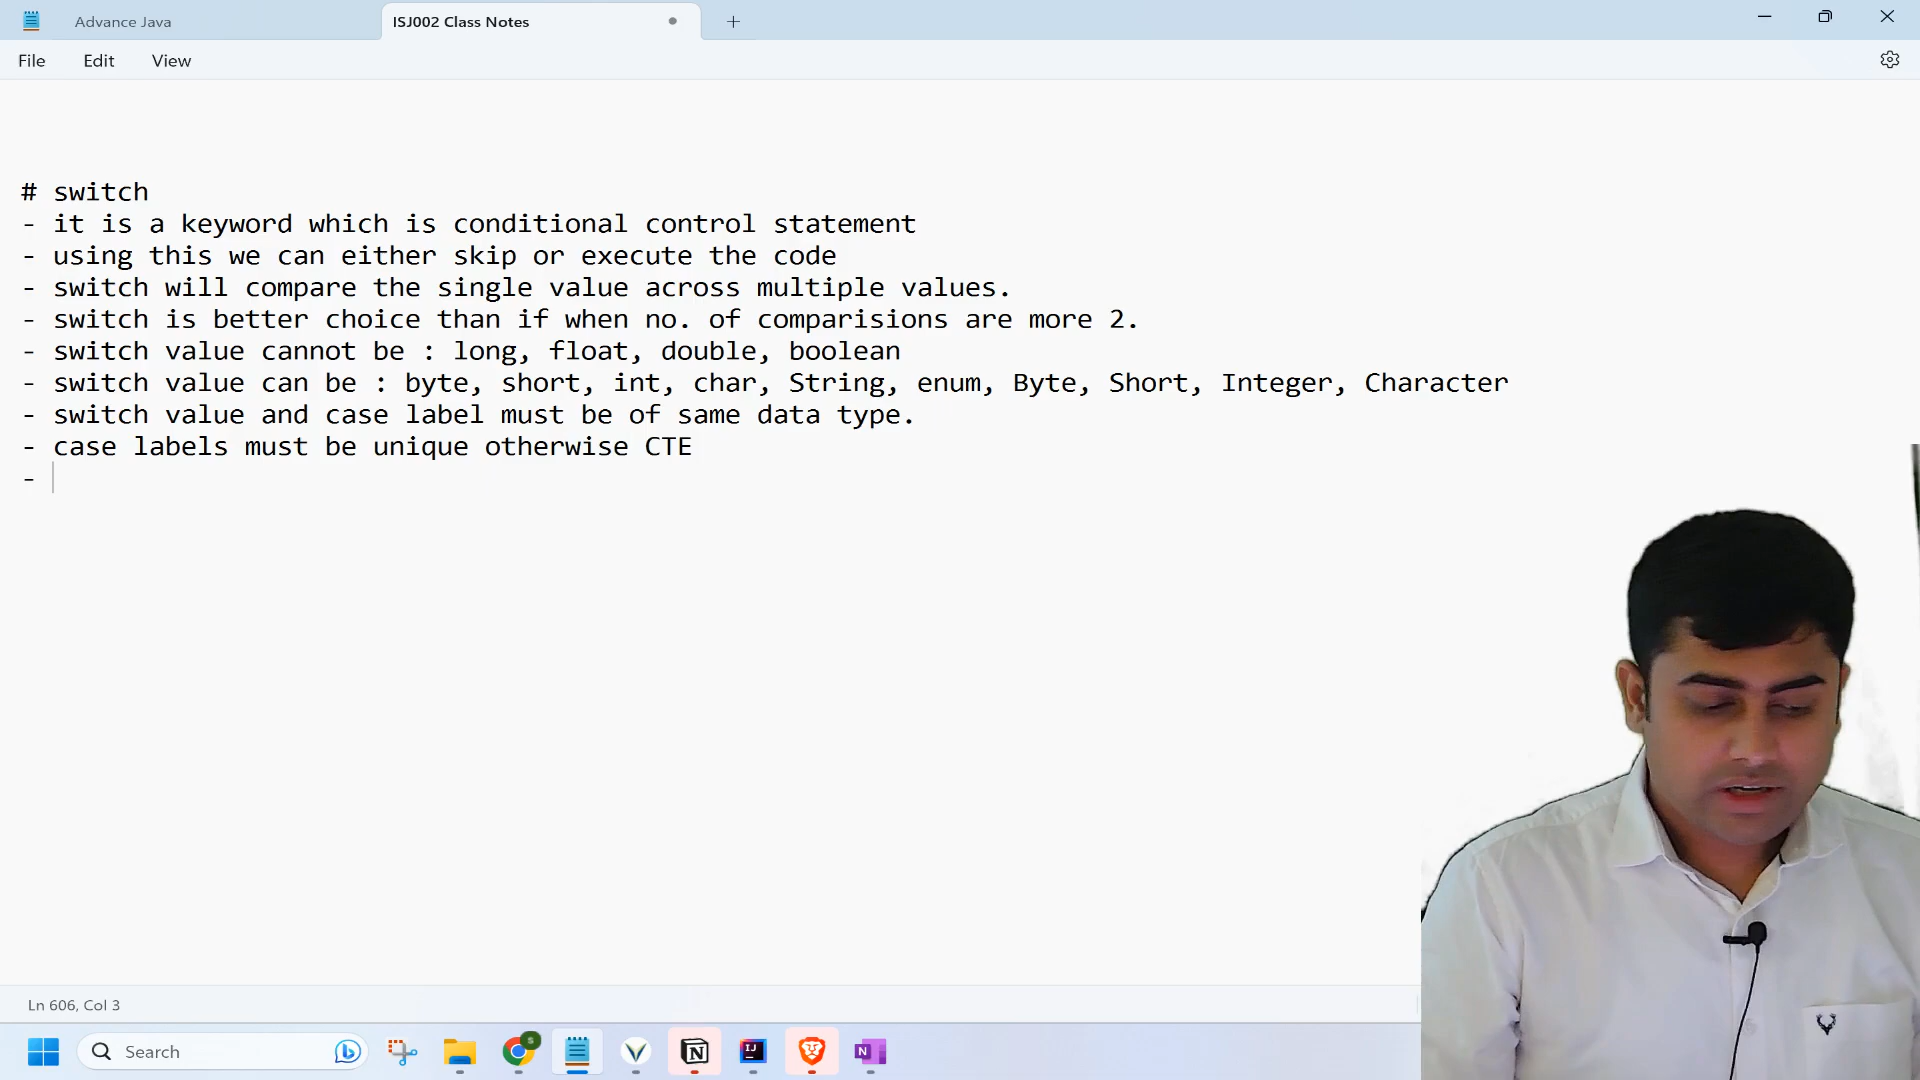 Advance Java
ISJ002 Class Notes
File Edit View
# switch
- it is a keyword which is conditional control statement
- using this we can either skip or execute the code
- switch will compare the single value across multiple values.
- switch is better choice than if when no. of comparisions are more 2.
- switch value cannot be : long, float, double, boolean
- switch value can be : byte, short, int, char, String, enum, Byte, Short, Integer, Character
- switch value and case label must be of same data type.
- case labels must be unique otherwise CTE
-
Ln 606, Col 3
Search